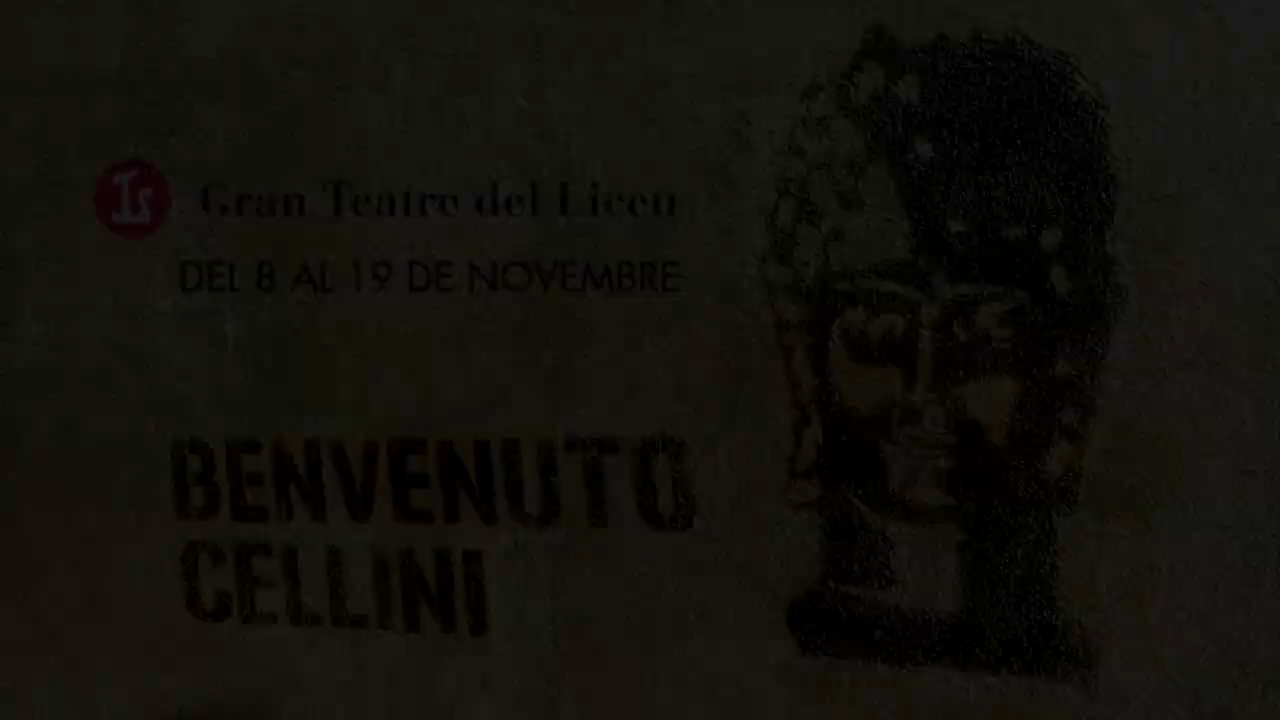 Gran Teatre del Liceu
DEL 8 AL 19 DE NOVEMBRE
BENVENUTO
CELLINI